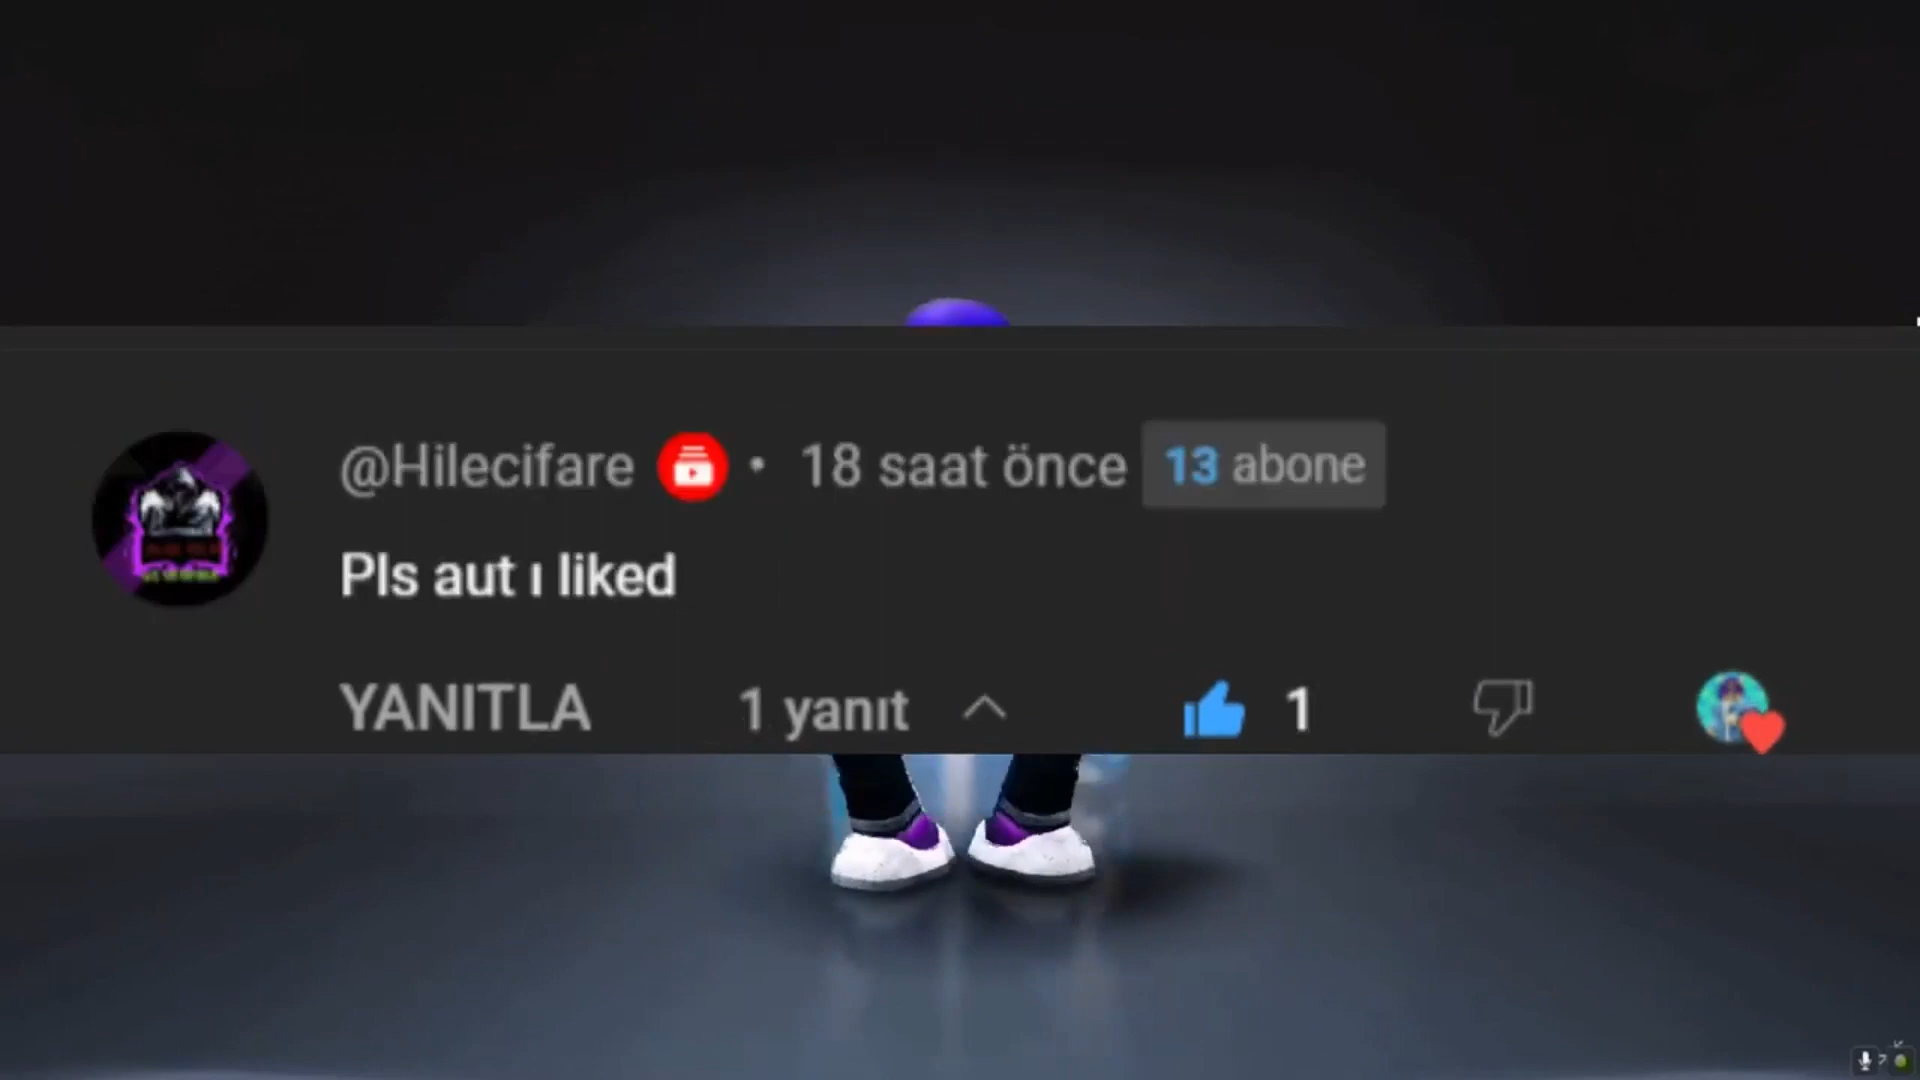 @Hilecifare • 18 saat önce 13 abone
Pls aut ı liked
YANITLA 1 yanıt 1